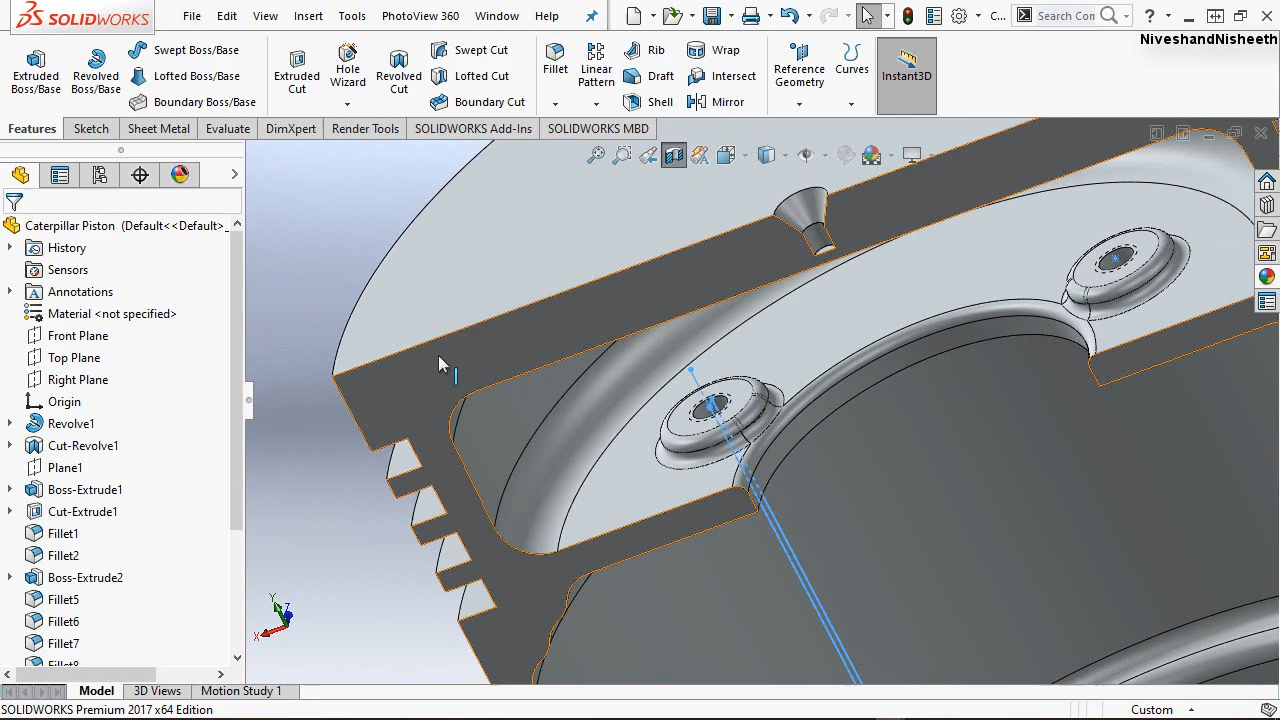 SOLIDWORKS File Edit View Insert Tools PhotoView 360 Window Help C... Search Com ?
NiveshandNisheeth
Extruded Boss/Base
Revolved Boss/Base
Swept Boss/Base
Lofted Boss/Base
Boundary Boss/Base
Extruded Cut
Hole Wizard
Revolved Cut
Swept Cut
Lofted Cut
Boundary Cut
Fillet
Linear Pattern
Rib
Draft
Shell
Wrap
Intersect
Mirror
Reference Geometry
Curves
Instant3D
Features Sketch Sheet Metal Evaluate DimXpert Render Tools SOLIDWORKS Add-Ins SOLIDWORKS MBD
Caterpillar Piston (Default<<Default>_
History
Sensors
Annotations
Material <not specified>
Front Plane
Top Plane
Right Plane
Origin
Revolve1
Cut-Revolve1
Plane1
Boss-Extrude1
Cut-Extrude1
Fillet1
Fillet2
Boss-Extrude2
Fillet5
Fillet6
Fillet7
Fillet8
Y
Z
X
Model 3D Views Motion Study 1
SOLIDWORKS Premium 2017 x64 Edition Custom